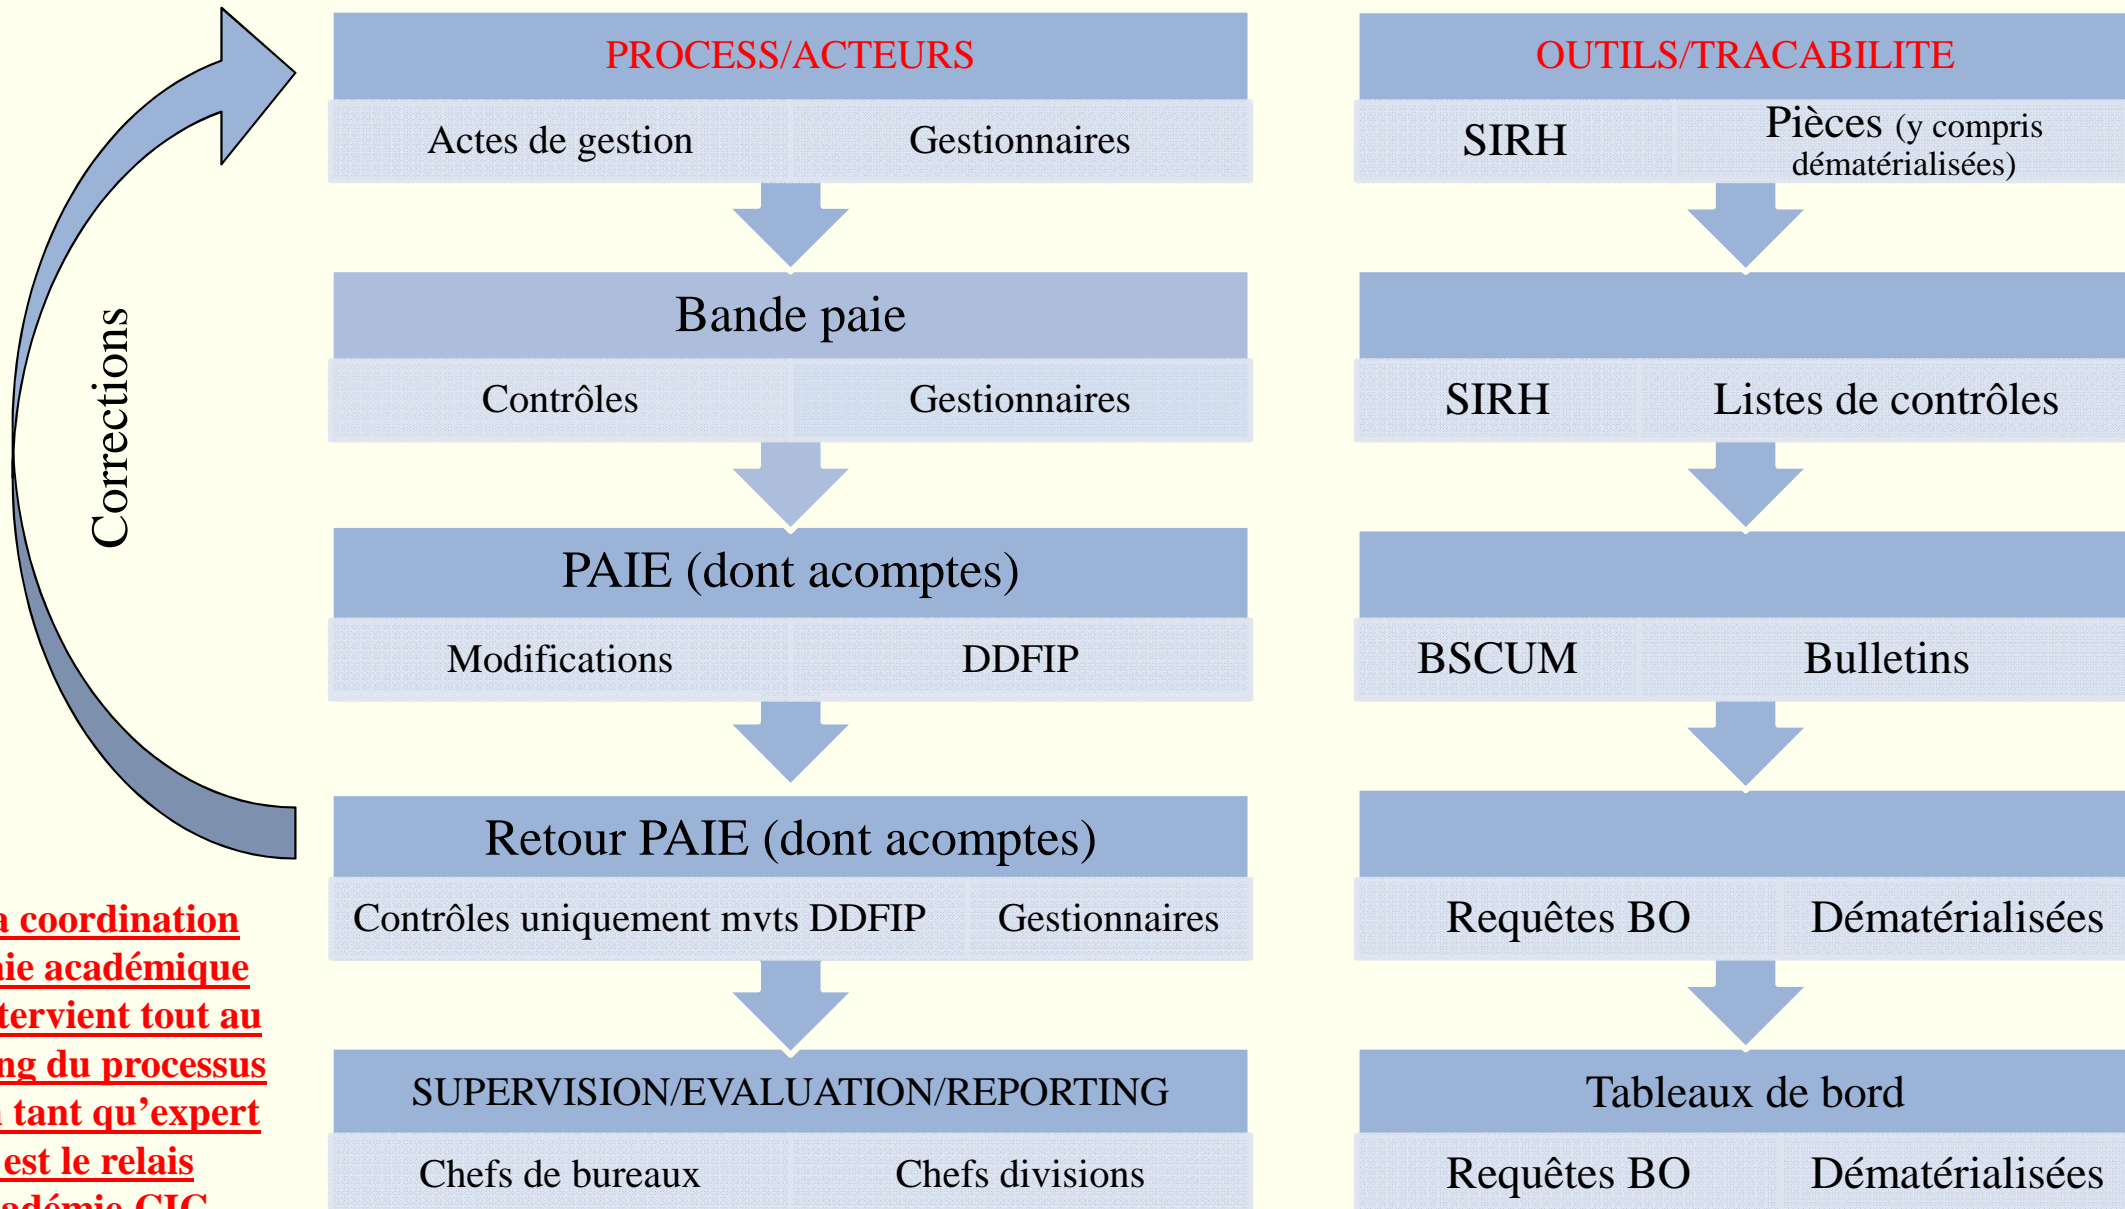 PROCESS/ACTEURS
Actes de gestion
Gestionnaires
Bande paie
Contrôles
Gestionnaires
PAIE (dont acomptes)
Modifications
DDFIP
Retour PAIE (dont acomptes)
Contrôles uniquement mvts DDFIP
Gestionnaires
SUPERVISION/EVALUATION/REPORTING
Chefs de bureaux
Chefs divisions
OUTILS/TRACABILITE
SIRH
Pièces (y compris
dématérialisées)
SIRH
Listes de contrôles
BSCUM
Bulletins
Requêtes BO
Dématérialisées
Tableaux de bord
Requêtes BO
Dématérialisées
Corrections
coordination
académique
tout au
du processus
tant qu’expert
est le relais
CIC